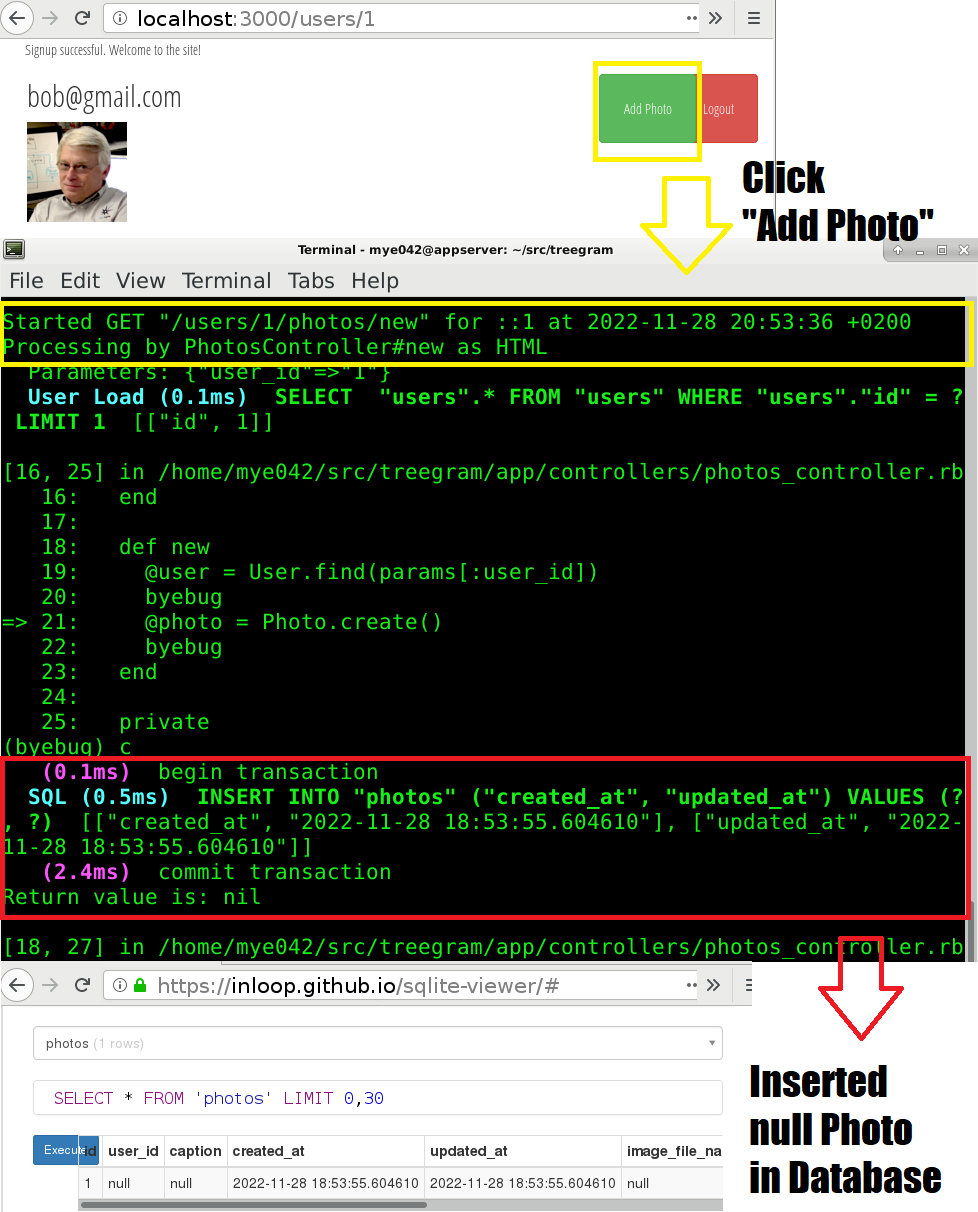 localhost:3000/users/1
Signup successful. Welcome to the site!
bob@gmail.com
Add Photo
Logout
Click
"Add Photo"
Terminal - mye042@appserver: ~/src/treegram
File Edit View Terminal Tabs Help
Started GET "/users/1/photos/new" for ::1 at 2022-11-28 20:53:36 +0200
Processing by PhotosController#new as HTML
Parameters: {"user_id"=>"1"}
User Load (0.1ms)  SELECT  "users".* FROM "users" WHERE "users"."id" = ?
LIMIT 1  [["id", 1]]
[16, 25] in /home/mye042/src/treegram/app/controllers/photos_controller.rb
16:   end
17:
18:   def new
19:     @user = User.find(params[:user_id])
20:     byebug
=> 21:     @photo = Photo.create()
22:     byebug
23:   end
24:
25:   private
(byebug) c
(0.1ms)  begin transaction
SQL (0.5ms)  INSERT INTO "photos" ("created_at", "updated_at") VALUES (?
, ?)  [["created_at", "2022-11-28 18:53:55.604610"], ["updated_at", "2022-
11-28 18:53:55.604610"]]
(2.4ms)  commit transaction
Return value is: nil
[18, 27] in /home/mye042/src/treegram/app/controllers/photos_controller.rb
https://inloop.github.io/sqlite-viewer/#
photos (1 rows)
SELECT * FROM 'photos' LIMIT 0,30
Inserted
null Photo
in Database
Execute
id user_id caption created_at updated_at image_file_na
1 null null 2022-11-28 18:53:55.604610 2022-11-28 18:53:55.604610 null